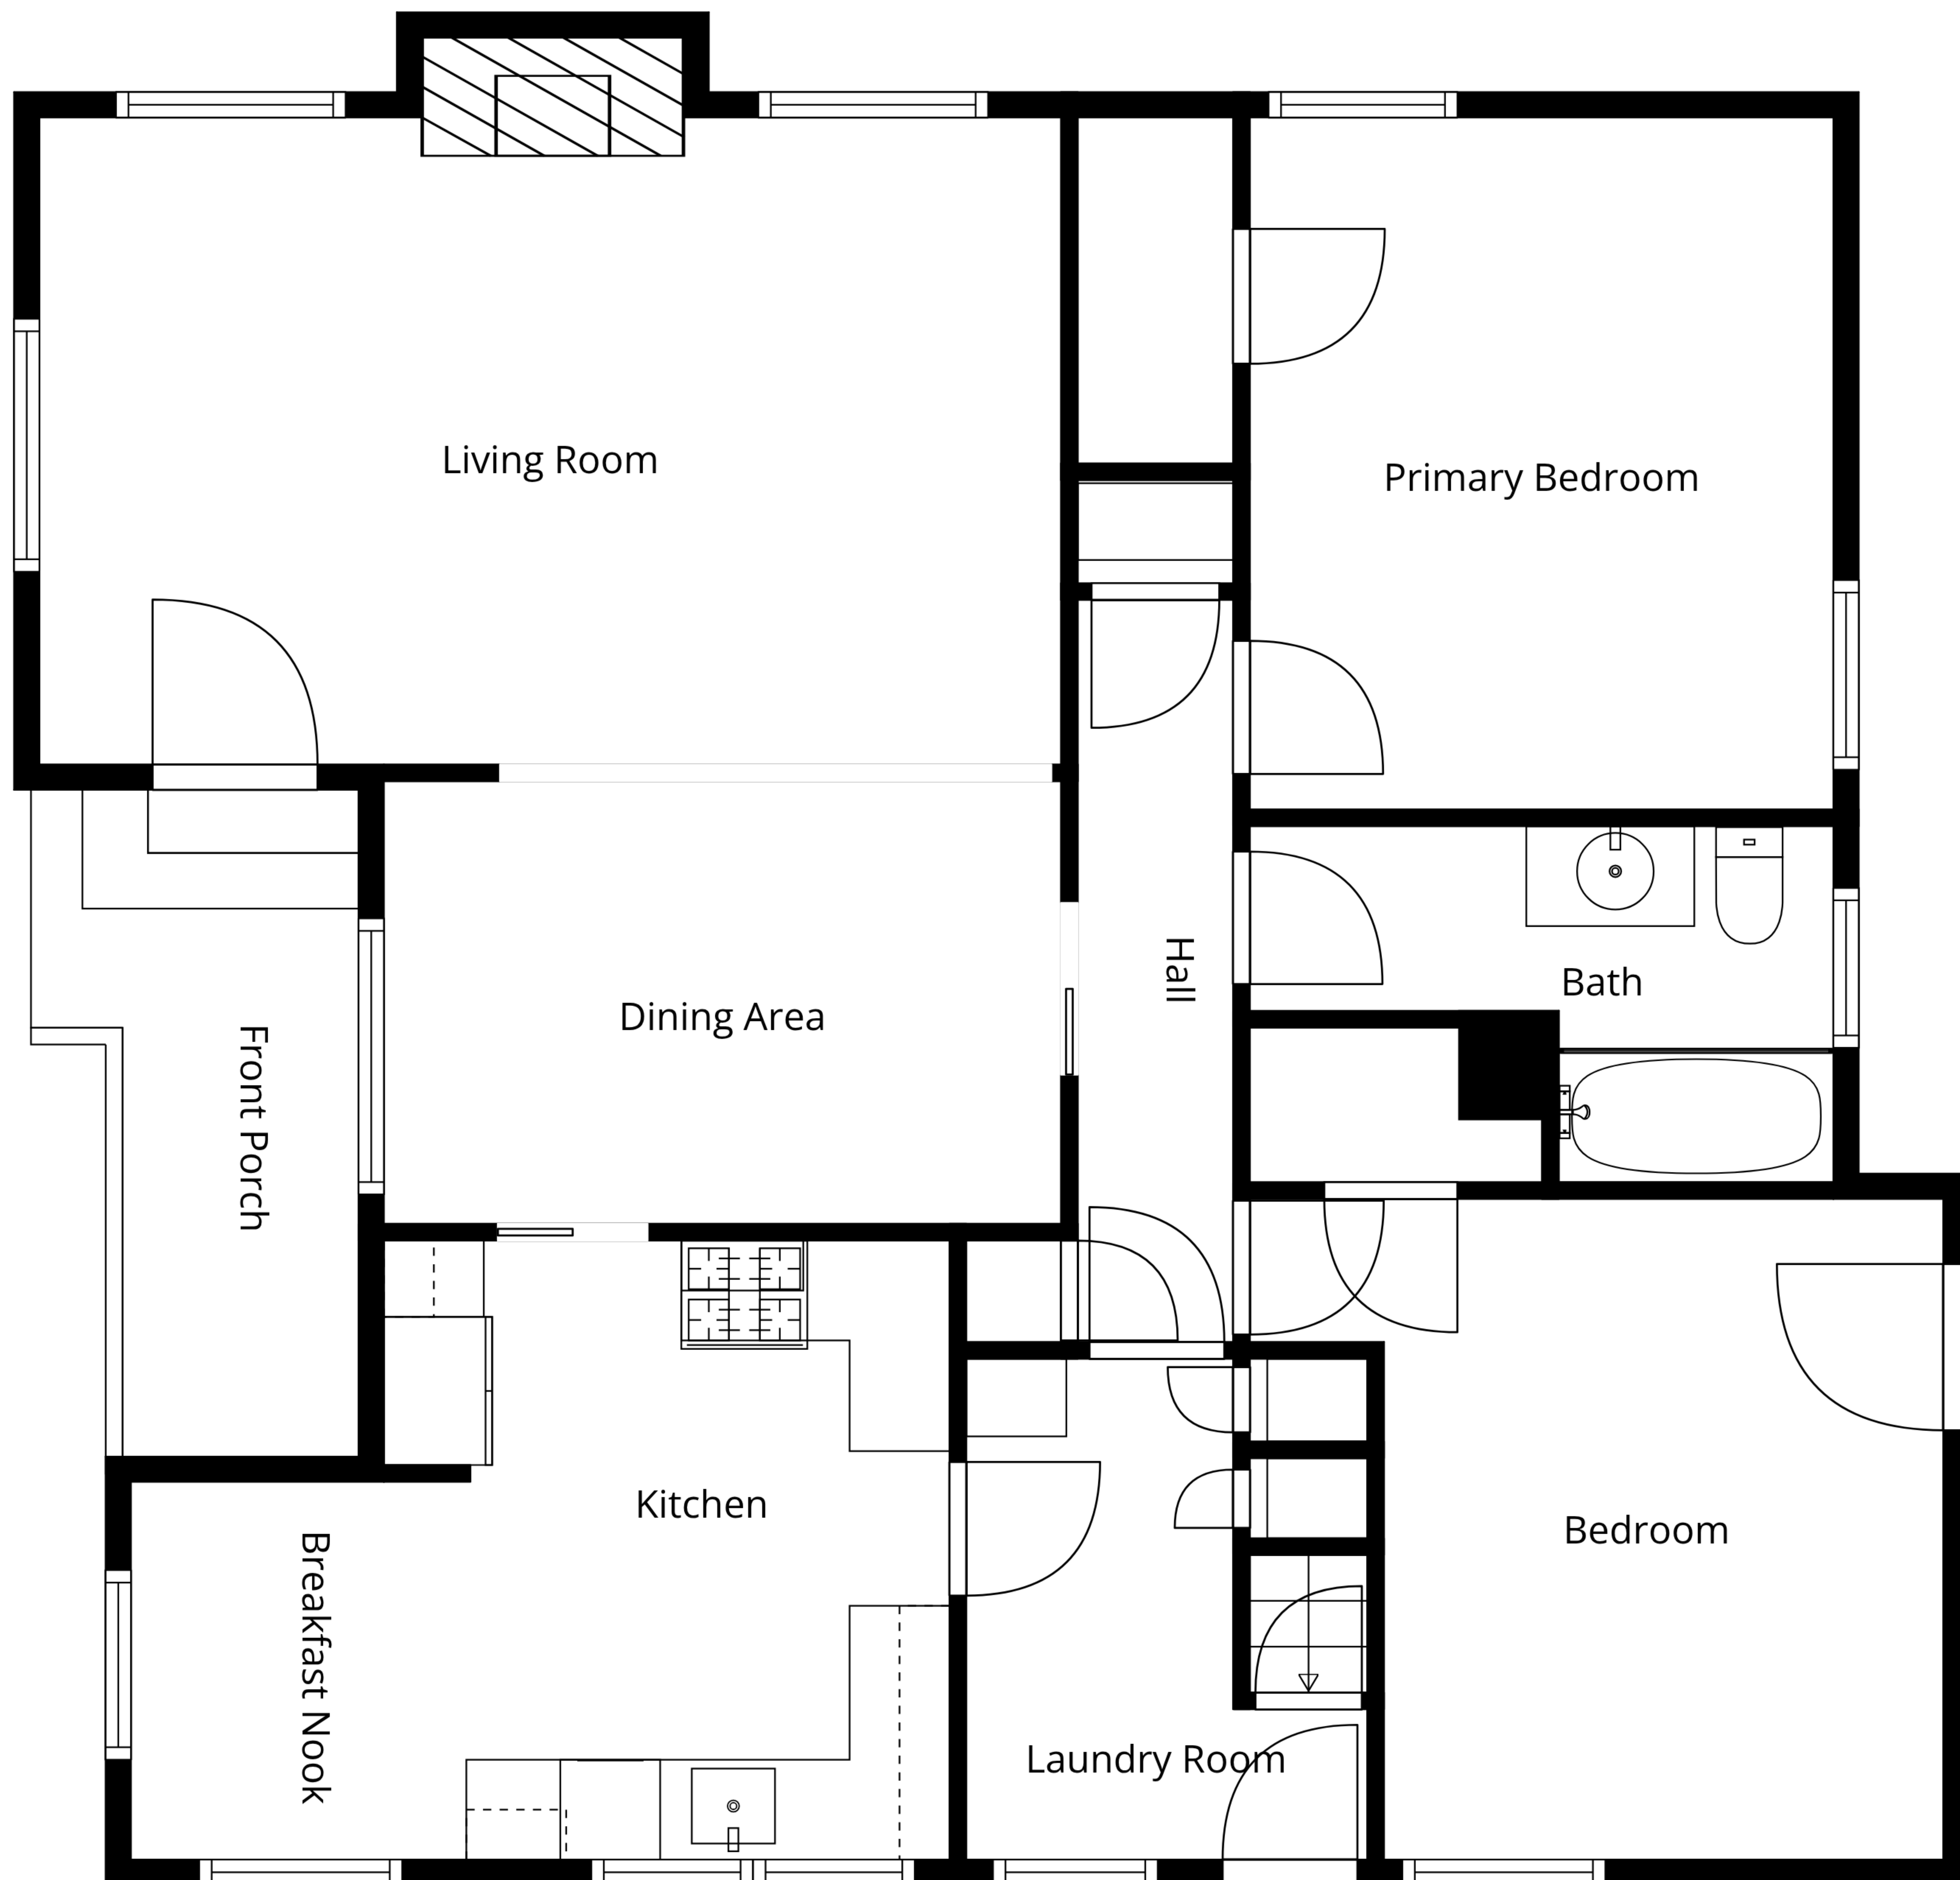 Living Room
Primary Bedroom
Hall
Bath
Dining Area
Front Porch
Kitchen
Bedroom
Breakfast Nook
Laundry Room